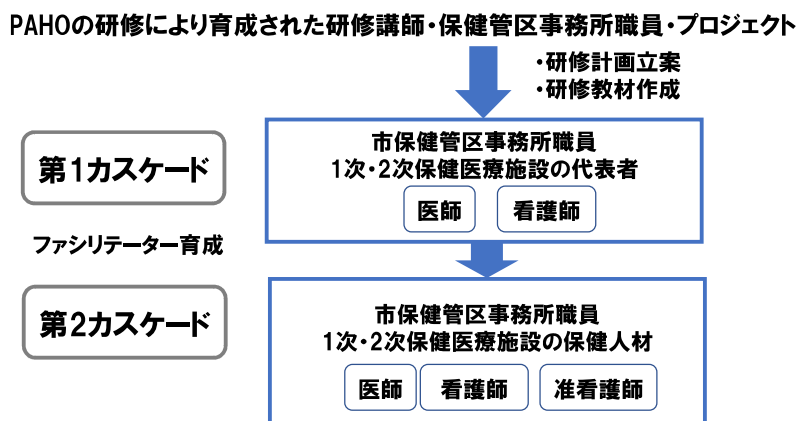 PAHOの研修により育成された研修講師・保健管区事務所職員・プロジェクト
・研修計画立案
・研修教材作成
第1カスケード
市保健管区事務所職員
1次・2次保健医療施設の代表者
医師
看護師
ファシリテーター育成
第2カスケード
市保健管区事務所職員
1次・2次保健医療施設の保健人材
医師
看護師
准看護師